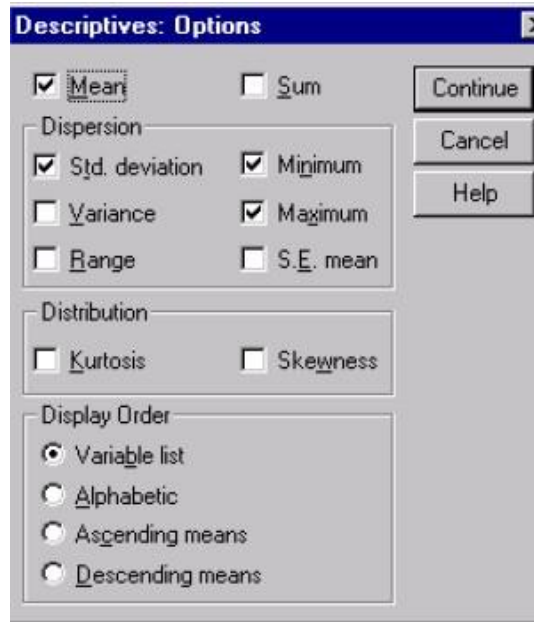 Descriptives: Options
Mean Sum Continue
Dispersion Cancel
Std. deviation Minimum
Variance Maximum Help
Range S.E. mean
Distribution
Kurtosis Skewness
Display Order
Variable list
Alphabetic
Ascending means
Descending means